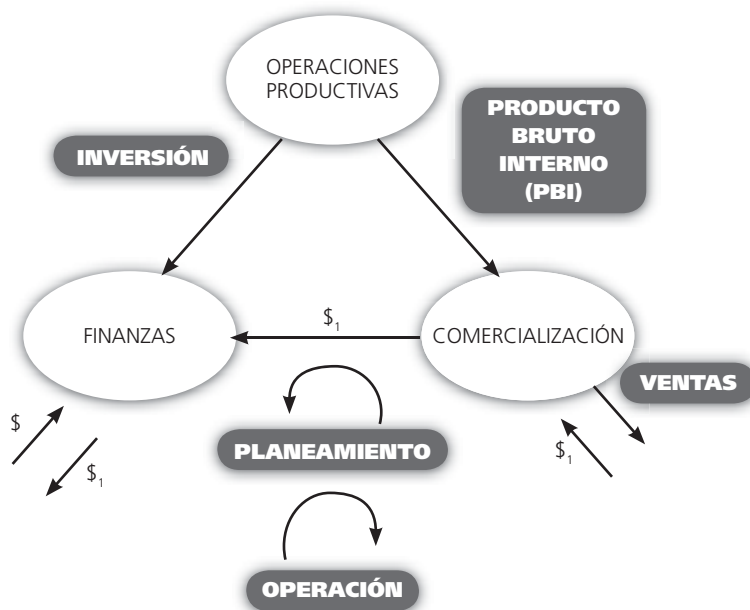 OPERACIONES
PRODUCTIVAS
PRODUCTO
BRUTO
INTERNO
(PBI)
INVERSIÓN
$₁
FINANZAS
COMERCIALIZACIÓN
VENTAS
$
$₁
PLANEAMIENTO
$₁
OPERACIÓN